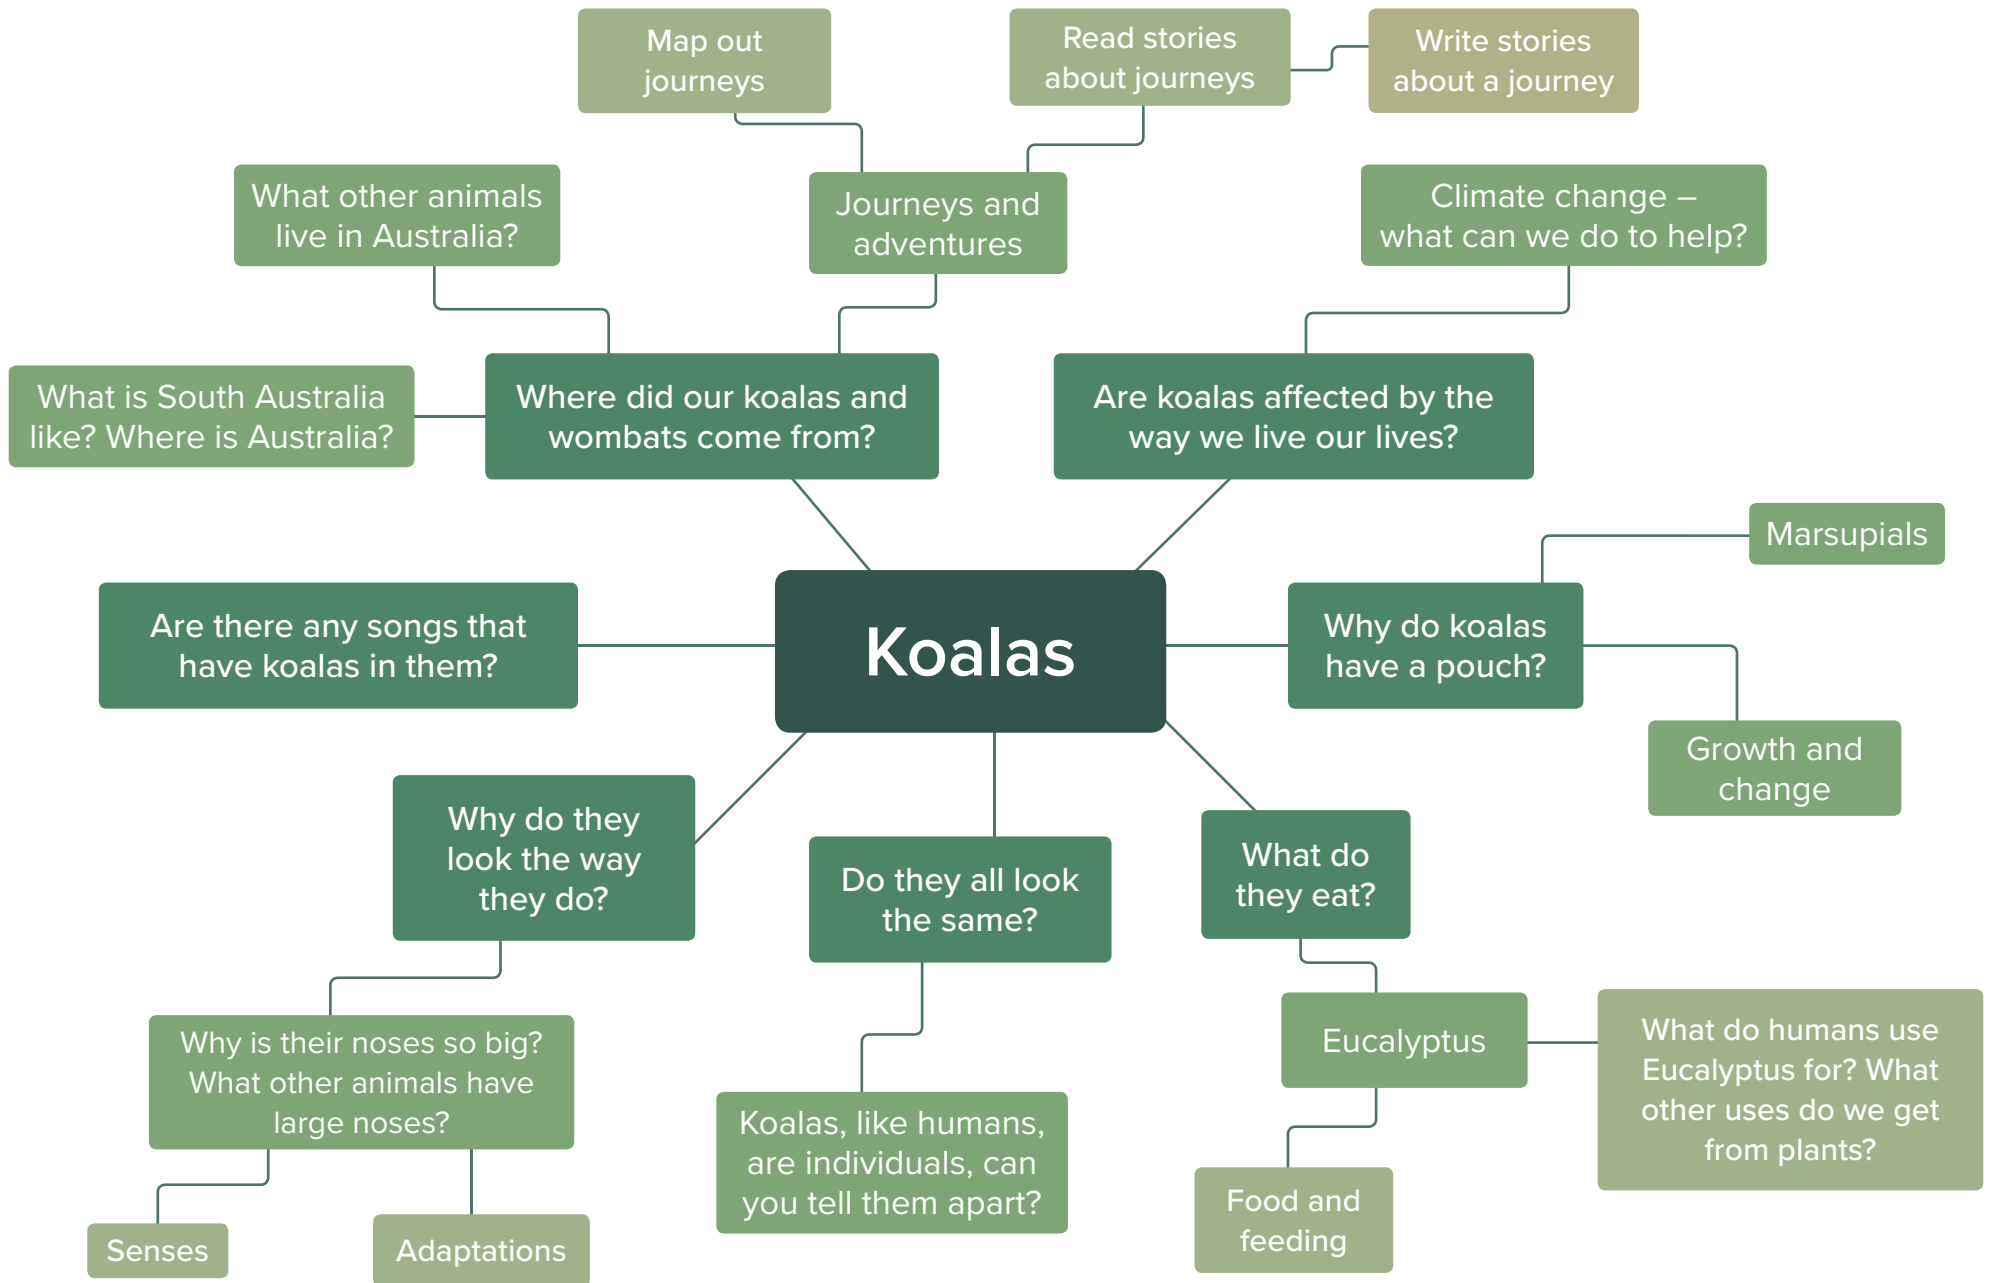 Map out
journeys
Read stories
about journeys
Write stories
about a journey
What other animals
live in Australia?
Journeys and
adventures
Climate change –
what can we do to help?
What is South Australia
like? Where is Australia?
Where did our koalas and
wombats come from?
Are koalas affected by the
way we live our lives?
Marsupials
Are there any songs that
have koalas in them?
Koalas
Why do koalas
have a pouch?
Growth and
change
Why do they
look the way
they do?
Do they all look
the same?
What do
they eat?
Why is their noses so big?
What other animals have
large noses?
Koalas, like humans,
are individuals, can
you tell them apart?
Eucalyptus
What do humans use
Eucalyptus for? What
other uses do we get
from plants?
Senses
Adaptations
Food and
feeding